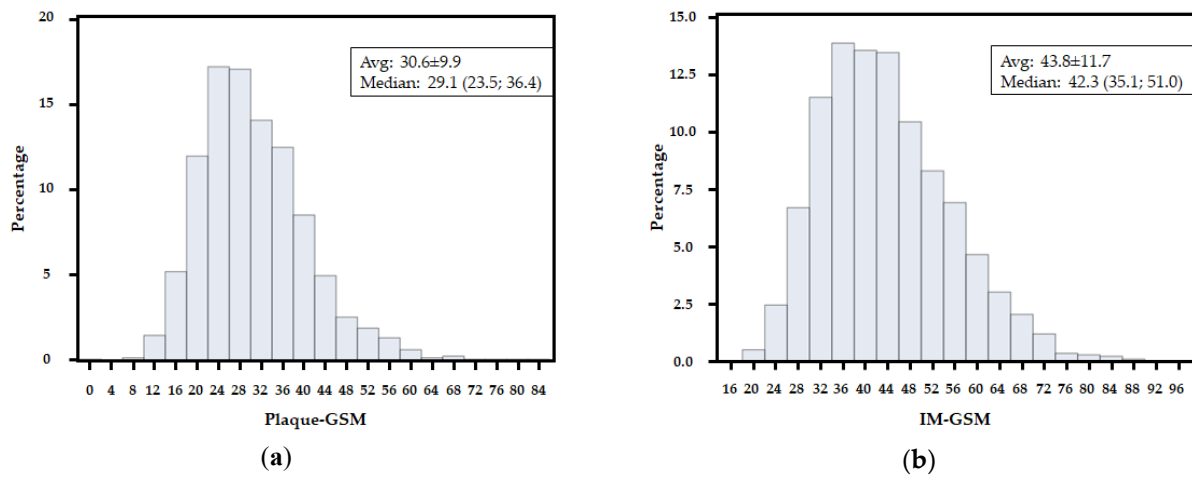 20
15
10
5
0
Percentage
Avg: 30.6±9.9
Median: 29.1 (23.5; 36.4)
0 4 8 12 16 20 24 28 32 36 40 44 48 52 56 60 64 68 72 76 80 84
Plaque-GSM
(a)
15.0
12.5
10.0
7.5
5.0
2.5
0.0
Percentage
Avg: 43.8±11.7
Median: 42.3 (35.1; 51.0)
16 20 24 28 32 36 40 44 48 52 56 60 64 68 72 76 80 84 88 92 96
IM-GSM
(b)